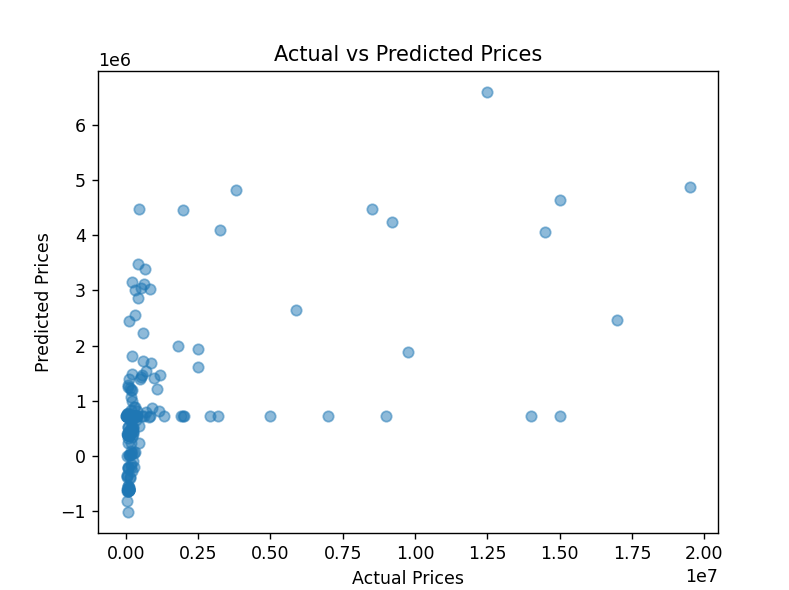 Actual vs Predicted Prices
1e6
6
5
4
3
2
1
0
−1
Predicted Prices
0.00 0.25 0.50 0.75 1.00 1.25 1.50 1.75 2.00
1e7
Actual Prices